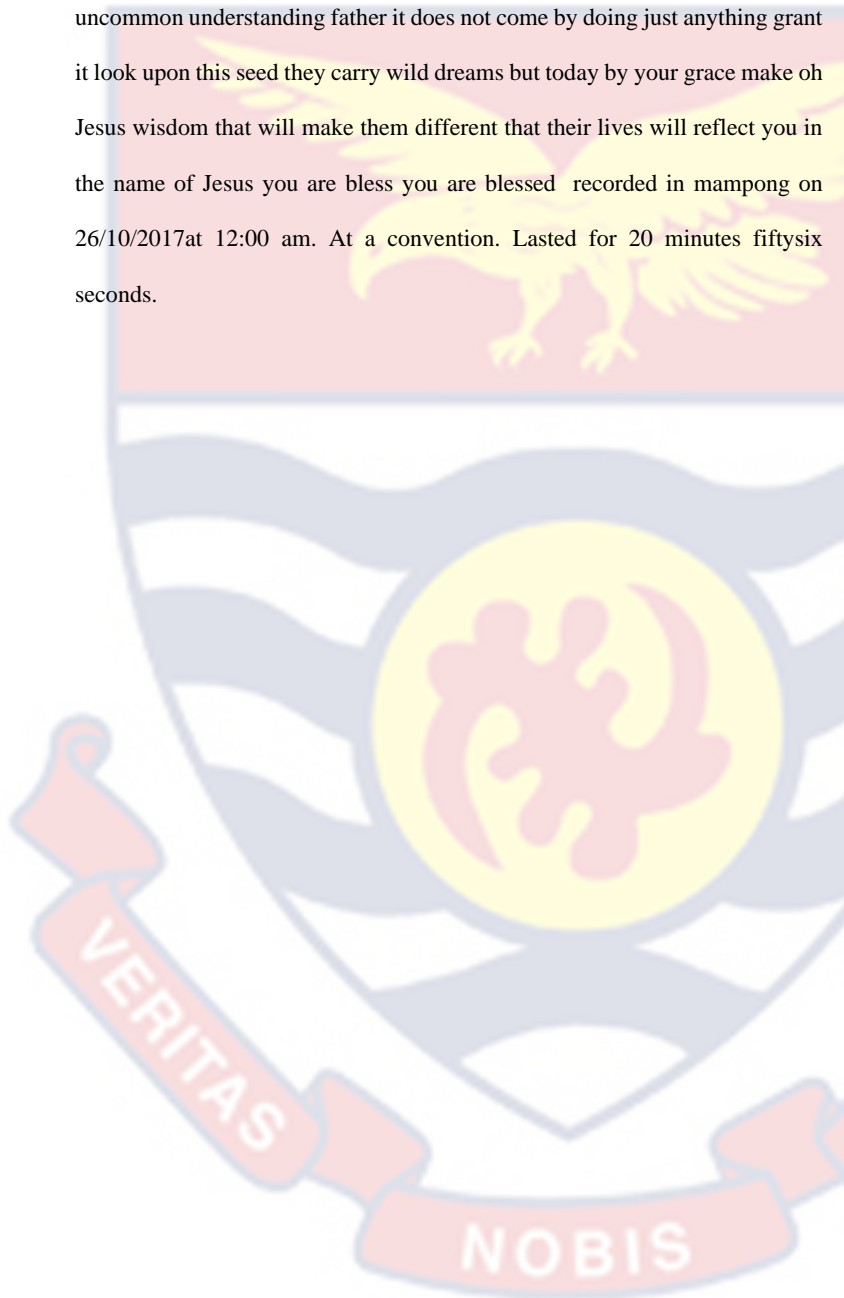 uncommon understanding father it does not come by doing just anything grant
it look upon this seed they carry wild dreams but today by your grace make oh
Jesus wisdom that will make them different that their lives will reflect you in
the name of Jesus you are bless you are blessed  recorded in mampong on
26/10/2017at 12:00 am. At a convention. Lasted for 20 minutes fiftysix
seconds.
VERITAS
NOBIS